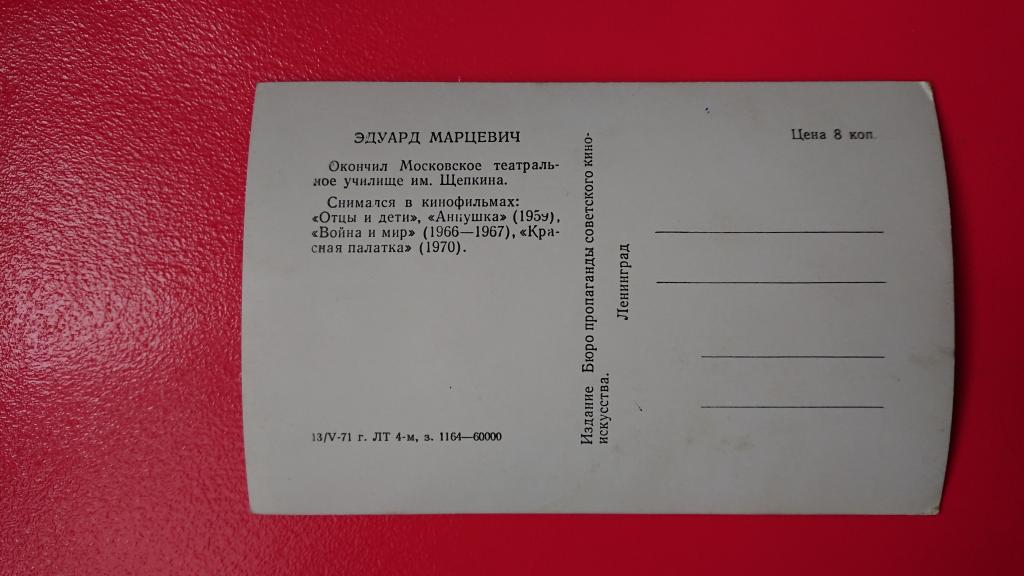 ЭДУАРД МАРЦЕВИЧ
Окончил Московское театраль-
ное училище им. Щепкина.
Снимался в кинофильмах:
«Отцы и дети», «Аннушка» (1959),
«Война и мир» (1966—1967), «Кра-
сная палатка» (1970).
13/V-71 г. ЛТ 4-м, з. 1164—60000
Издание Бюро пропаганды советского кино-
искусства.
Ленинград
Цена 8 коп.